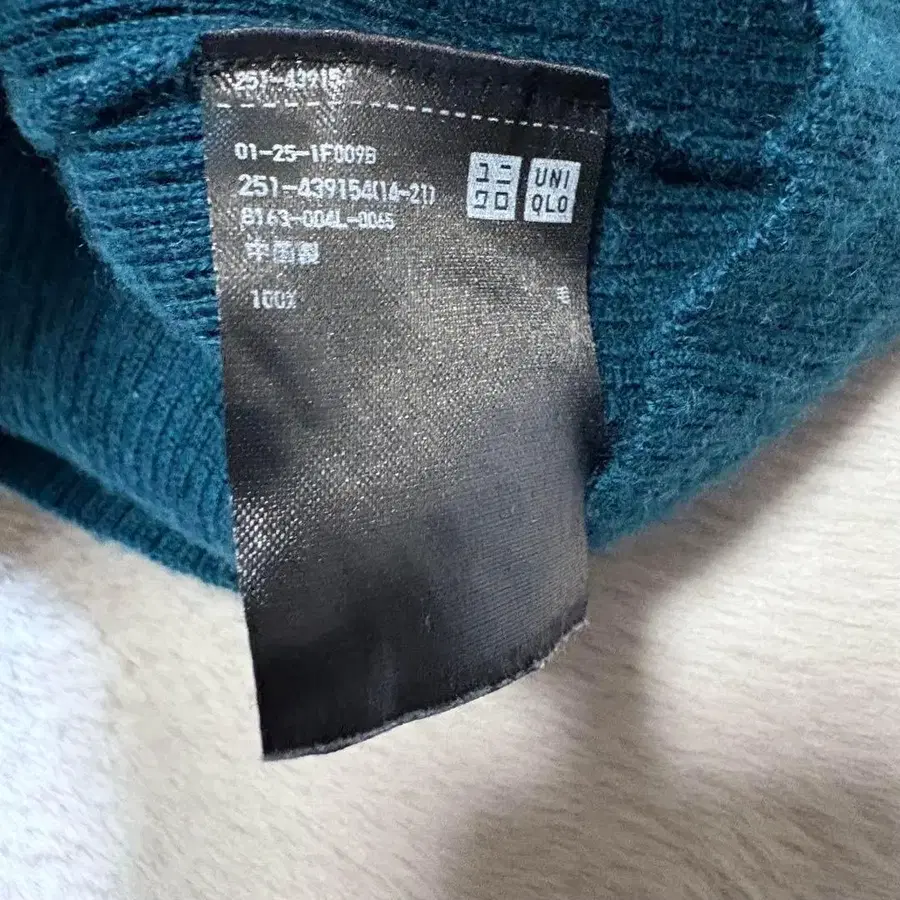 251-439154
01-25-1F009B
251-439154(14-21)
B163-004L-0065
中国製
100% 毛
ユニ
クロ
UNI
QLO